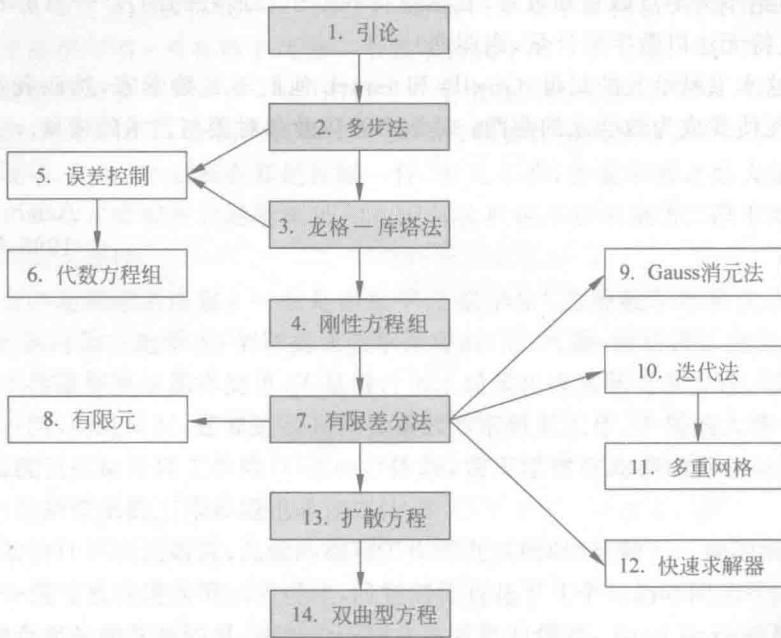 1. 引论
2. 多步法
5. 误差控制
3. 龙格—库塔法
6. 代数方程组
9. Gauss消元法
4. 刚性方程组
10. 迭代法
8. 有限元
7. 有限差分法
11. 多重网格
13. 扩散方程
12. 快速求解器
14. 双曲型方程